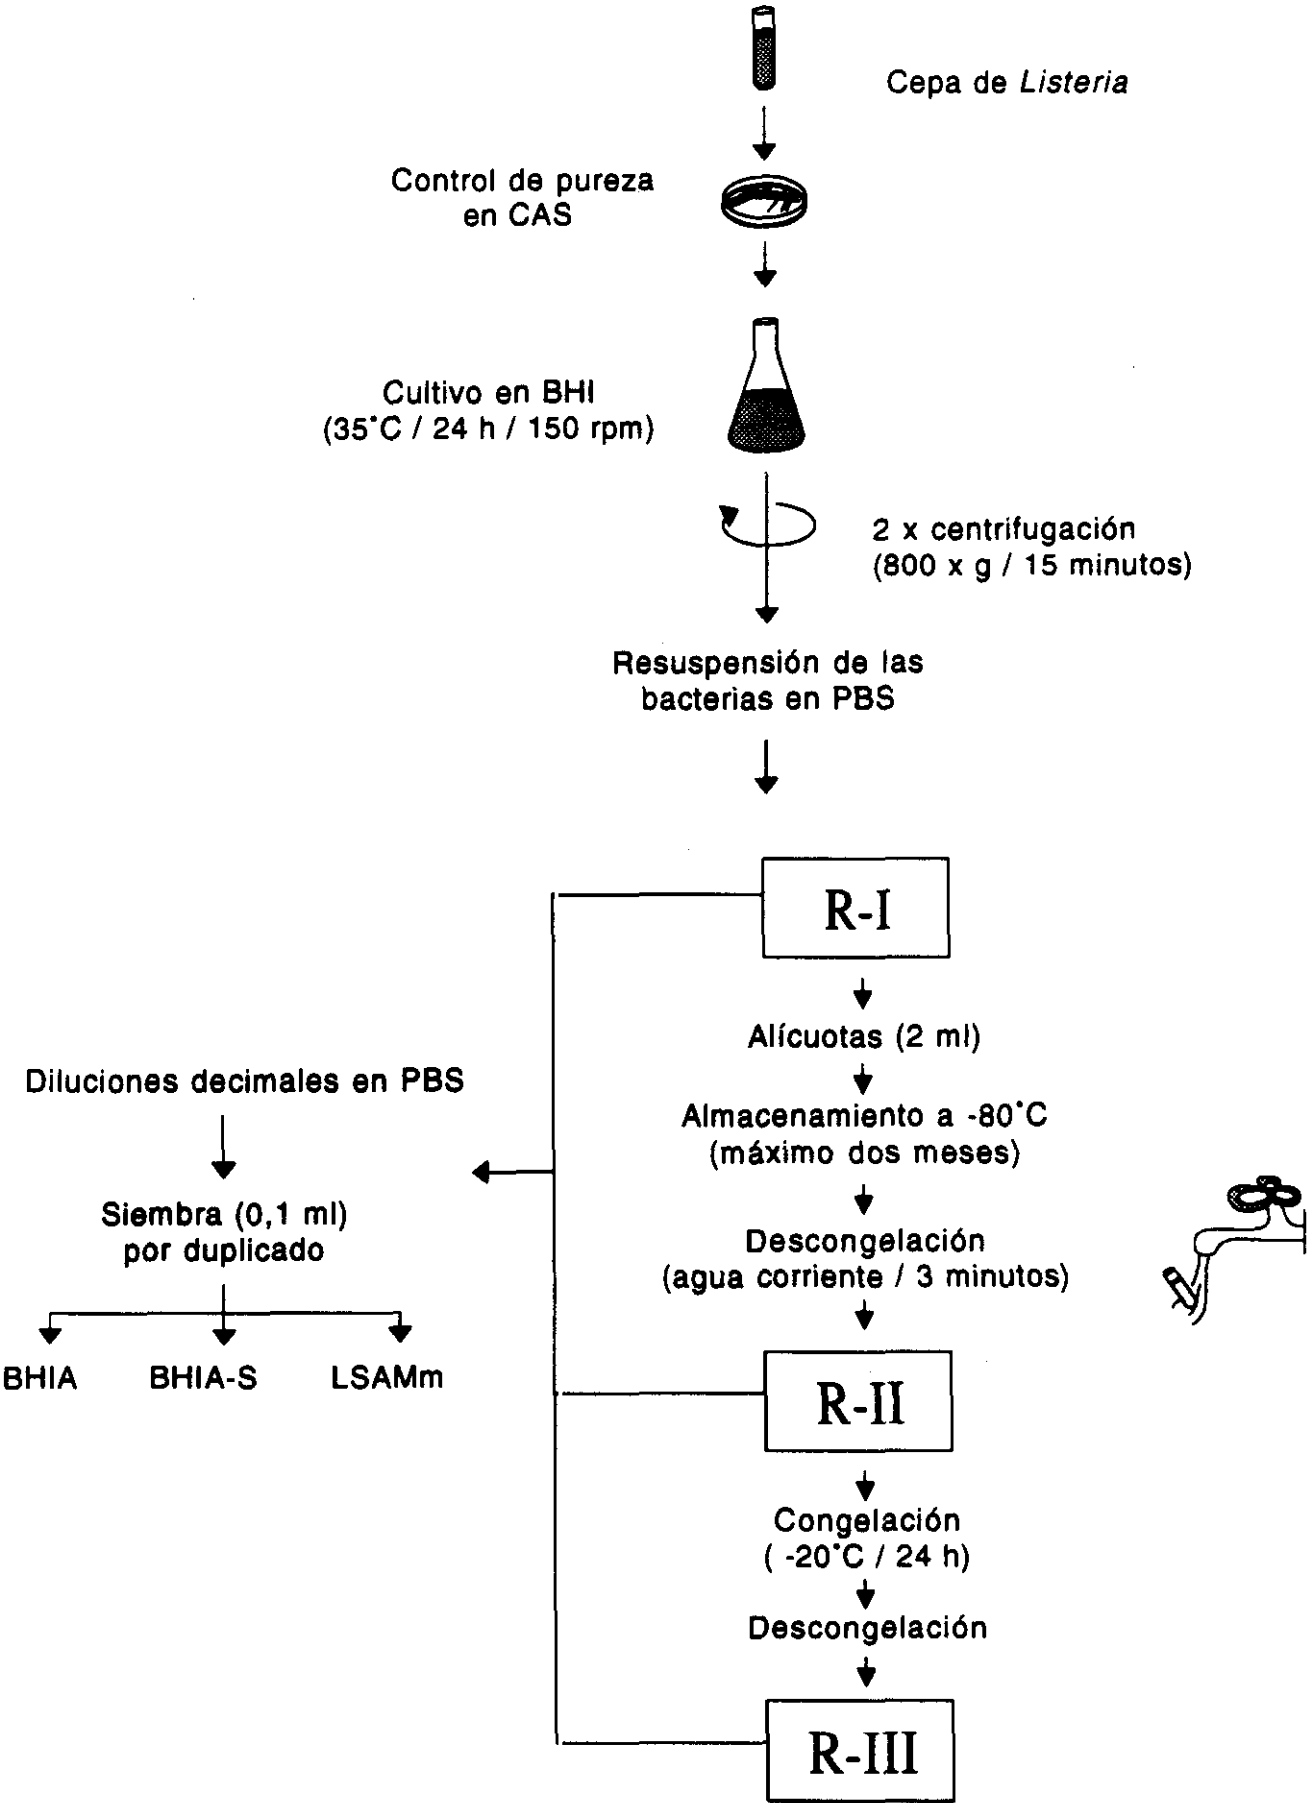 Cepa de Listeria
Control de pureza
en CAS
Cultivo en BHI
(35°C / 24 h / 150 rpm)
2 x centrifugación
(800 x g / 15 minutos)
Resuspensión de las
bacterias en PBS
R-I
Alícuotas (2 ml)
Almacenamiento a -80°C
(máximo dos meses)
Descongelación
(agua corriente / 3 minutos)
R-II
Congelación
( -20°C / 24 h)
Descongelación
R-III
Diluciones decimales en PBS
Siembra (0,1 ml)
por duplicado
BHIA
BHIA-S
LSAMm